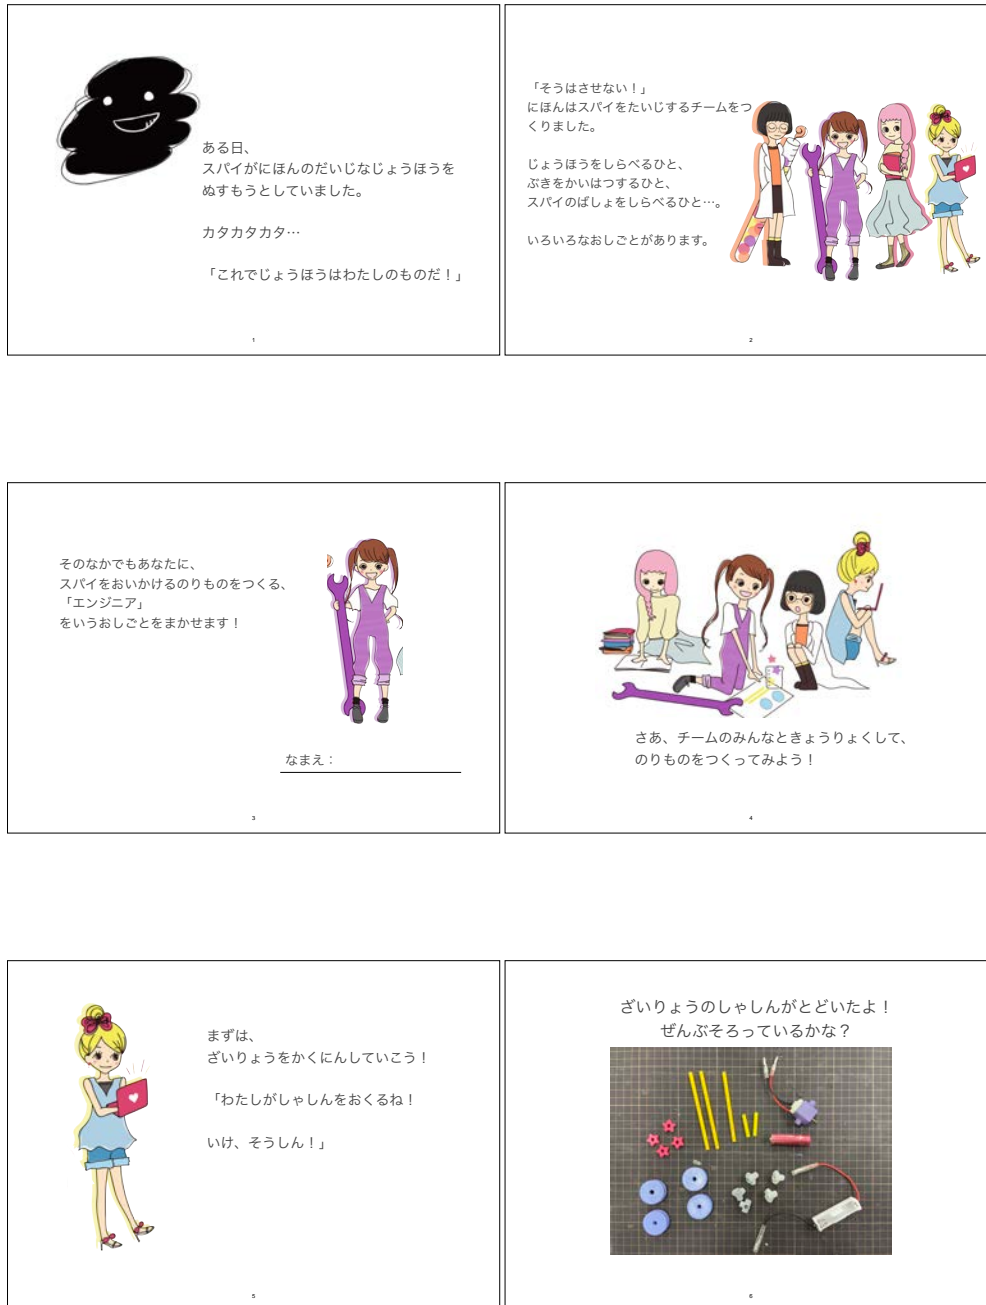 ある日、
スパイがにほんのだいじなじょうほうを
ぬすもうとしていました。
カタカタカタ…
「これでじょうほうはわたしのものだ！」
1
「そうはさせない！」
にほんはスパイをたいじするチームをつ
くりました。
じょうほうをしらべるひと、
ぶきをかいはつするひと、
スパイのばしょをしらべるひと…。
いろいろなおしごとがあります。
2
そのなかでもあなたに、
スパイをおいかけるのりものをつくる、
「エンジニア」
をいうおしごとをまかせます！
なまえ：
3
さあ、チームのみんなときょうりょくして、
のりものをつくってみよう！
4
まずは、
ざいりょうをかくにんしていこう！
「わたしがしゃしんをおくるね！
いけ、そうしん！」
5
ざいりょうのしゃしんがとどいたよ！
ぜんぶそろっているかな？
6